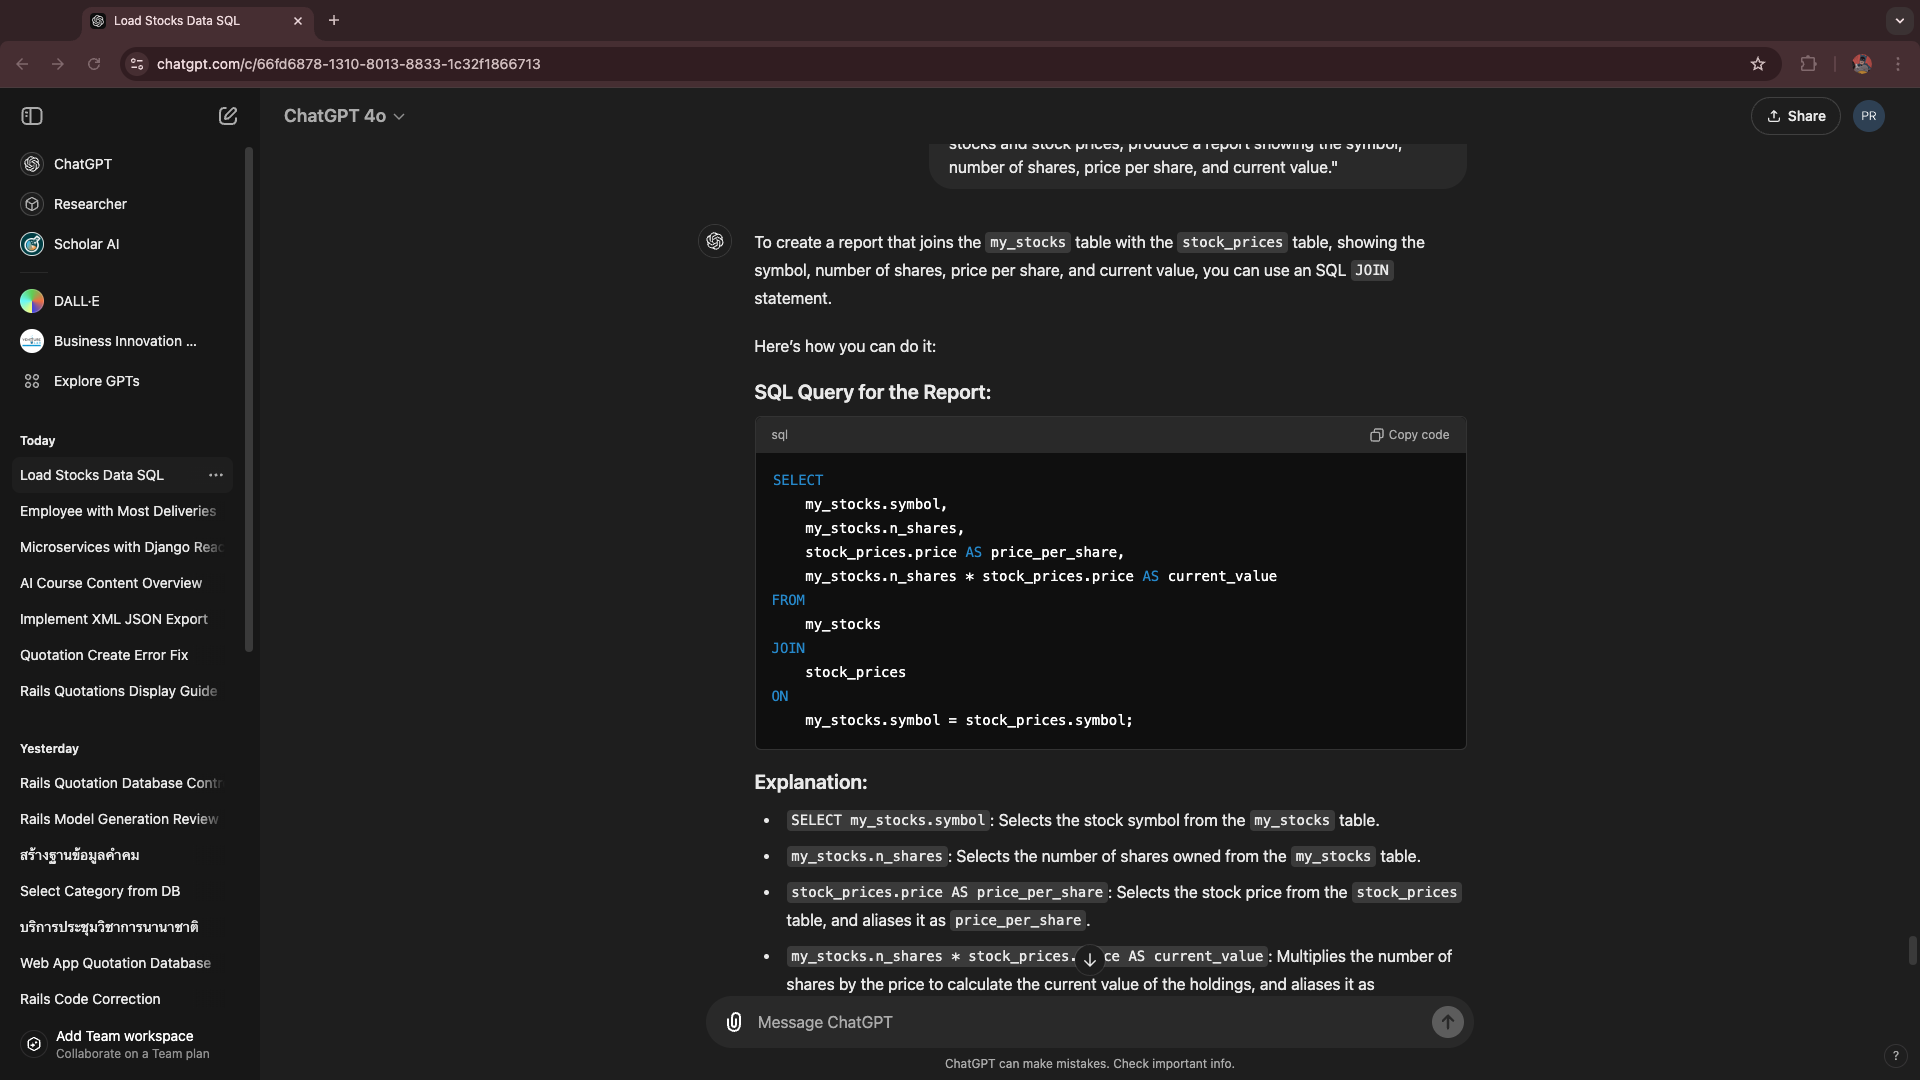 Load Stocks Data SQL
chatgpt.com/c/66fd6878-1310-8013-8833-1c32f1866713
ChatGPT 4o
Share
PR
ChatGPT
Researcher
Scholar AI
DALL·E
Business Innovation ...
Explore GPTs
Today
Load Stocks Data SQL
Employee with Most Deliveries
Microservices with Django Reac
AI Course Content Overview
Implement XML JSON Export
Quotation Create Error Fix
Rails Quotations Display Guide
Yesterday
Rails Quotation Database Contr
Rails Model Generation Review
สร้างฐานข้อมูลคำคม
Select Category from DB
บริการประชุมวิชาการนานาชาติ
Web App Quotation Database
Rails Code Correction
Add Team workspace
Collaborate on a Team plan
stocks and stock prices, produce a report showing the symbol,
number of shares, price per share, and current value."
To create a report that joins the my_stocks table with the stock_prices table, showing the
symbol, number of shares, price per share, and current value, you can use an SQL JOIN
statement.
Here’s how you can do it:
SQL Query for the Report:
sql
Copy code
SELECT
my_stocks.symbol,
my_stocks.n_shares,
stock_prices.price AS price_per_share,
my_stocks.n_shares * stock_prices.price AS current_value
FROM
my_stocks
JOIN
stock_prices
ON
my_stocks.symbol = stock_prices.symbol;
Explanation:
• SELECT my_stocks.symbol: Selects the stock symbol from the my_stocks table.
• my_stocks.n_shares: Selects the number of shares owned from the my_stocks table.
• stock_prices.price AS price_per_share: Selects the stock price from the stock_prices
table, and aliases it as price_per_share.
• my_stocks.n_shares * stock_prices. ce AS current_value: Multiplies the number of
shares by the price to calculate the current value of the holdings, and aliases it as
Message ChatGPT
ChatGPT can make mistakes. Check important info.
?